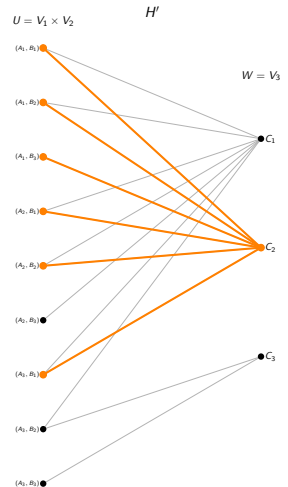 H′
U = V₁ × V₂
W = V₃
(A₁, B₁)
(A₁, B₂)
(A₁, B₃)
(A₂, B₁)
(A₂, B₂)
(A₂, B₃)
(A₃, B₁)
(A₃, B₂)
(A₃, B₃)
C₁
C₂
C₃